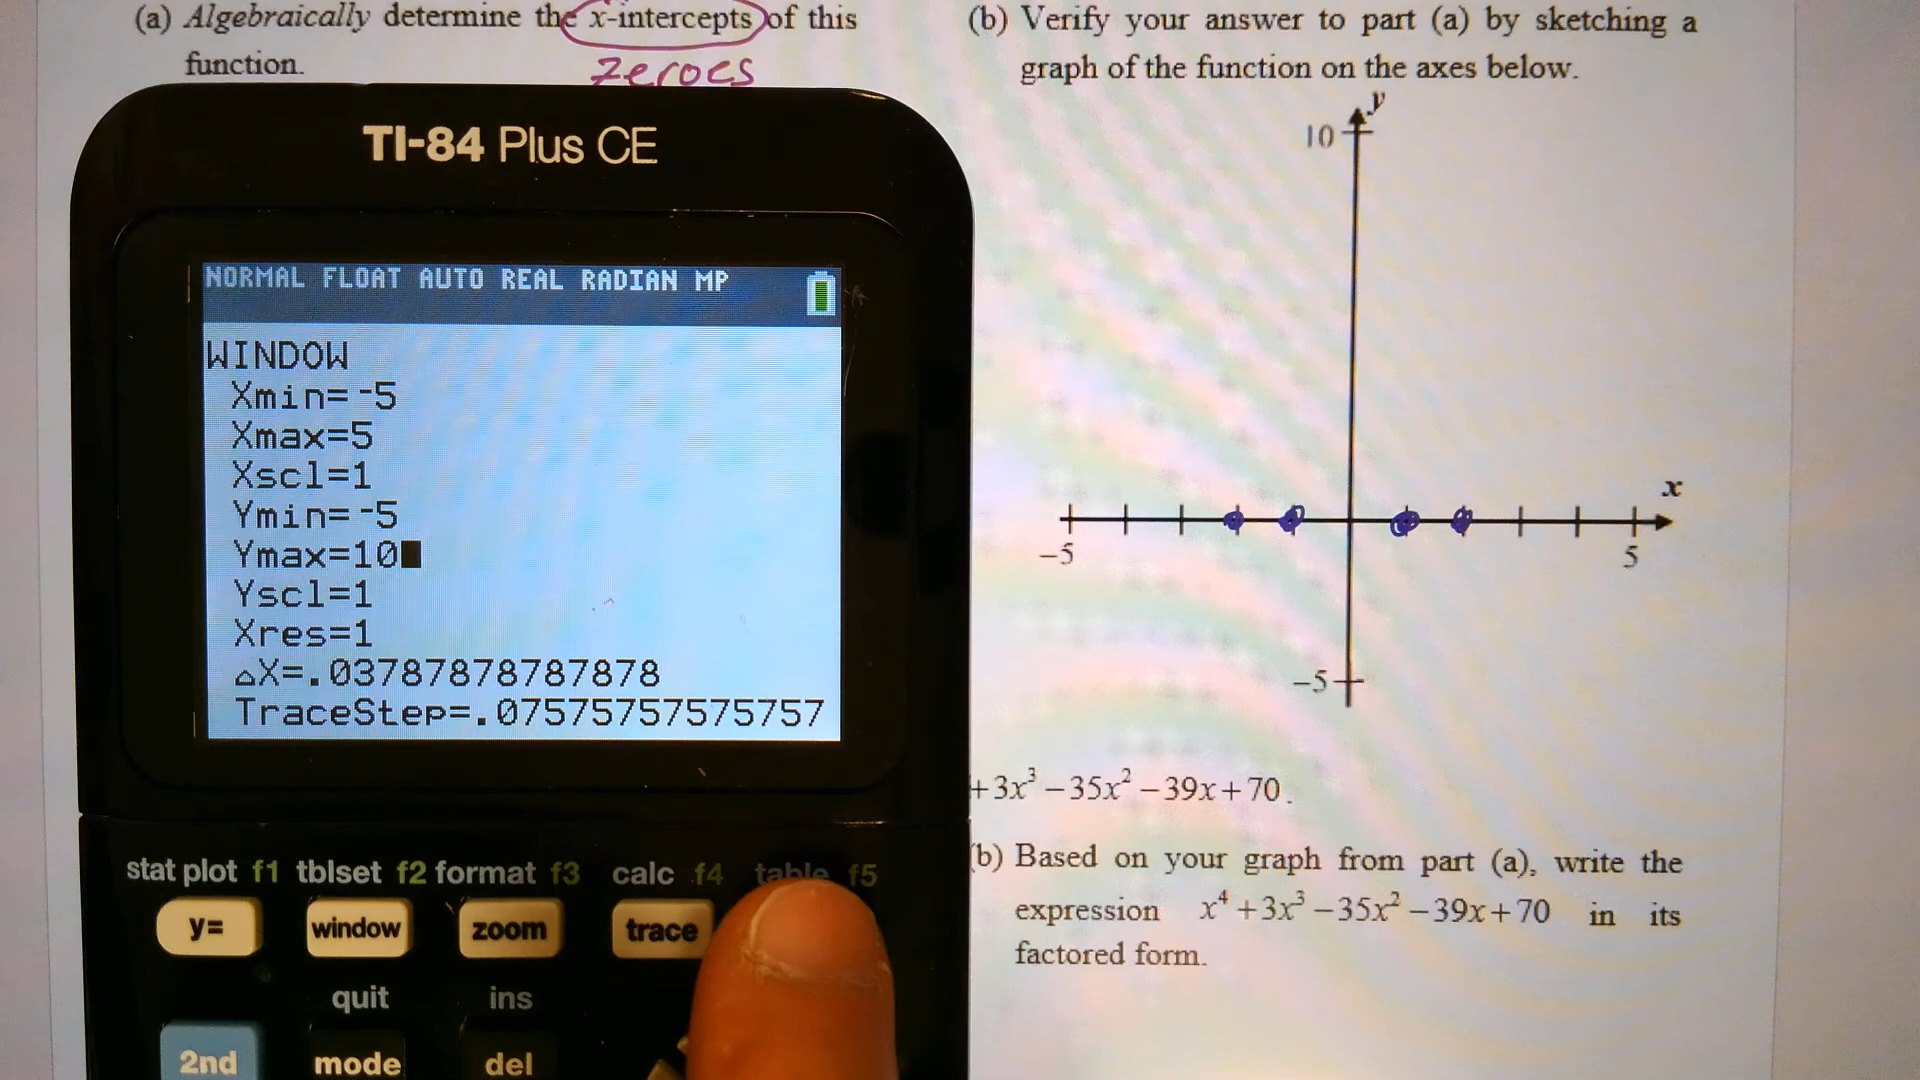 (a) Algebraically determine the x-intercepts of this
function.
zeroes
(b) Verify your answer to part (a) by sketching a
graph of the function on the axes below.
TI-84 Plus CE
NORMAL FLOAT AUTO REAL RADIAN MP
WINDOW
Xmin=-5
Xmax=5
Xscl=1
Ymin=-5
Ymax=10
Yscl=1
Xres=1
△X=.03787878787878
TraceStep=.07575757575757
stat plot f1 tblset f2 format f3 calc f4 table f5
y= window zoom trace
quit ins
2nd mode del
y
10
x
-5
5
-5
+3x³ – 35x² – 39x + 70.
b) Based on your graph from part (a), write the
expression x⁴ + 3x³ – 35x² – 39x + 70 in its
factored form.